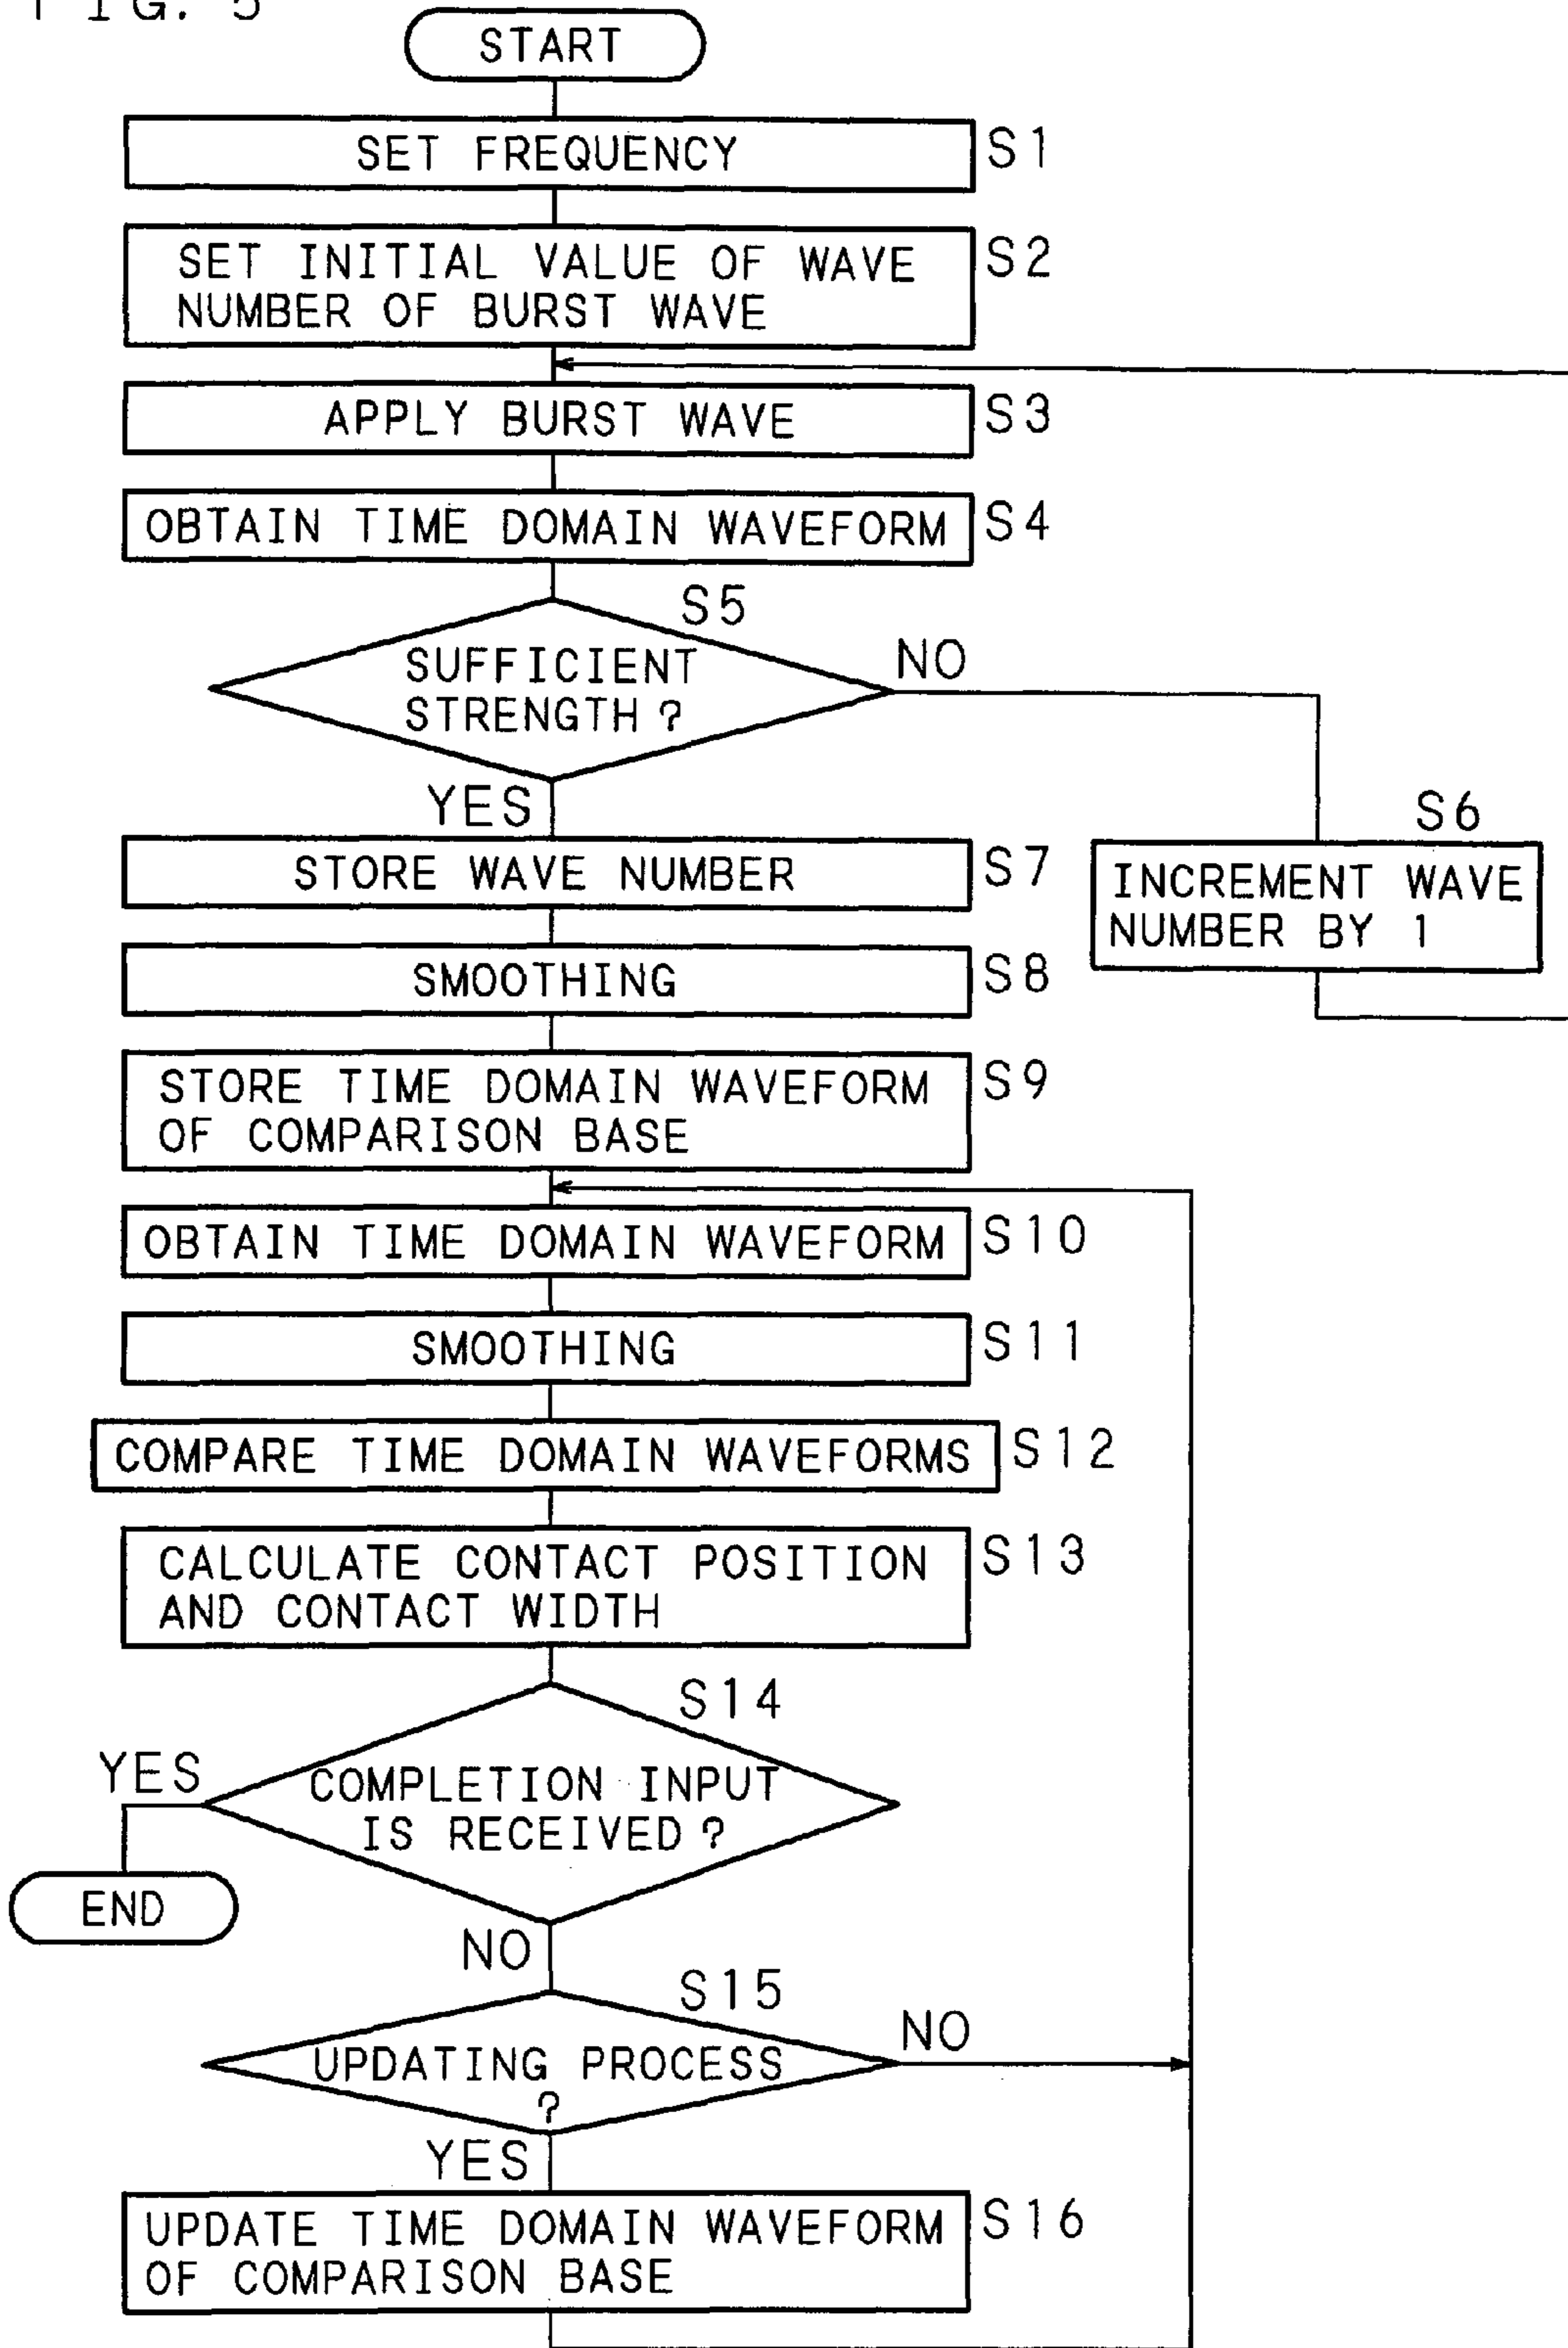 FIG. 5
START
SET FREQUENCY
S1
SET INITIAL VALUE OF WAVE
NUMBER OF BURST WAVE
S2
APPLY BURST WAVE
S3
OBTAIN TIME DOMAIN WAVEFORM
S4
S5
SUFFICIENT
STRENGTH?
NO
YES
S6
INCREMENT WAVE
NUMBER BY 1
STORE WAVE NUMBER
S7
SMOOTHING
S8
STORE TIME DOMAIN WAVEFORM
OF COMPARISON BASE
S9
OBTAIN TIME DOMAIN WAVEFORM
S10
SMOOTHING
S11
COMPARE TIME DOMAIN WAVEFORMS
S12
CALCULATE CONTACT POSITION
AND CONTACT WIDTH
S13
S14
YES
COMPLETION INPUT
IS RECEIVED?
END
NO
S15
UPDATING PROCESS
?
NO
YES
UPDATE TIME DOMAIN WAVEFORM
OF COMPARISON BASE
S16